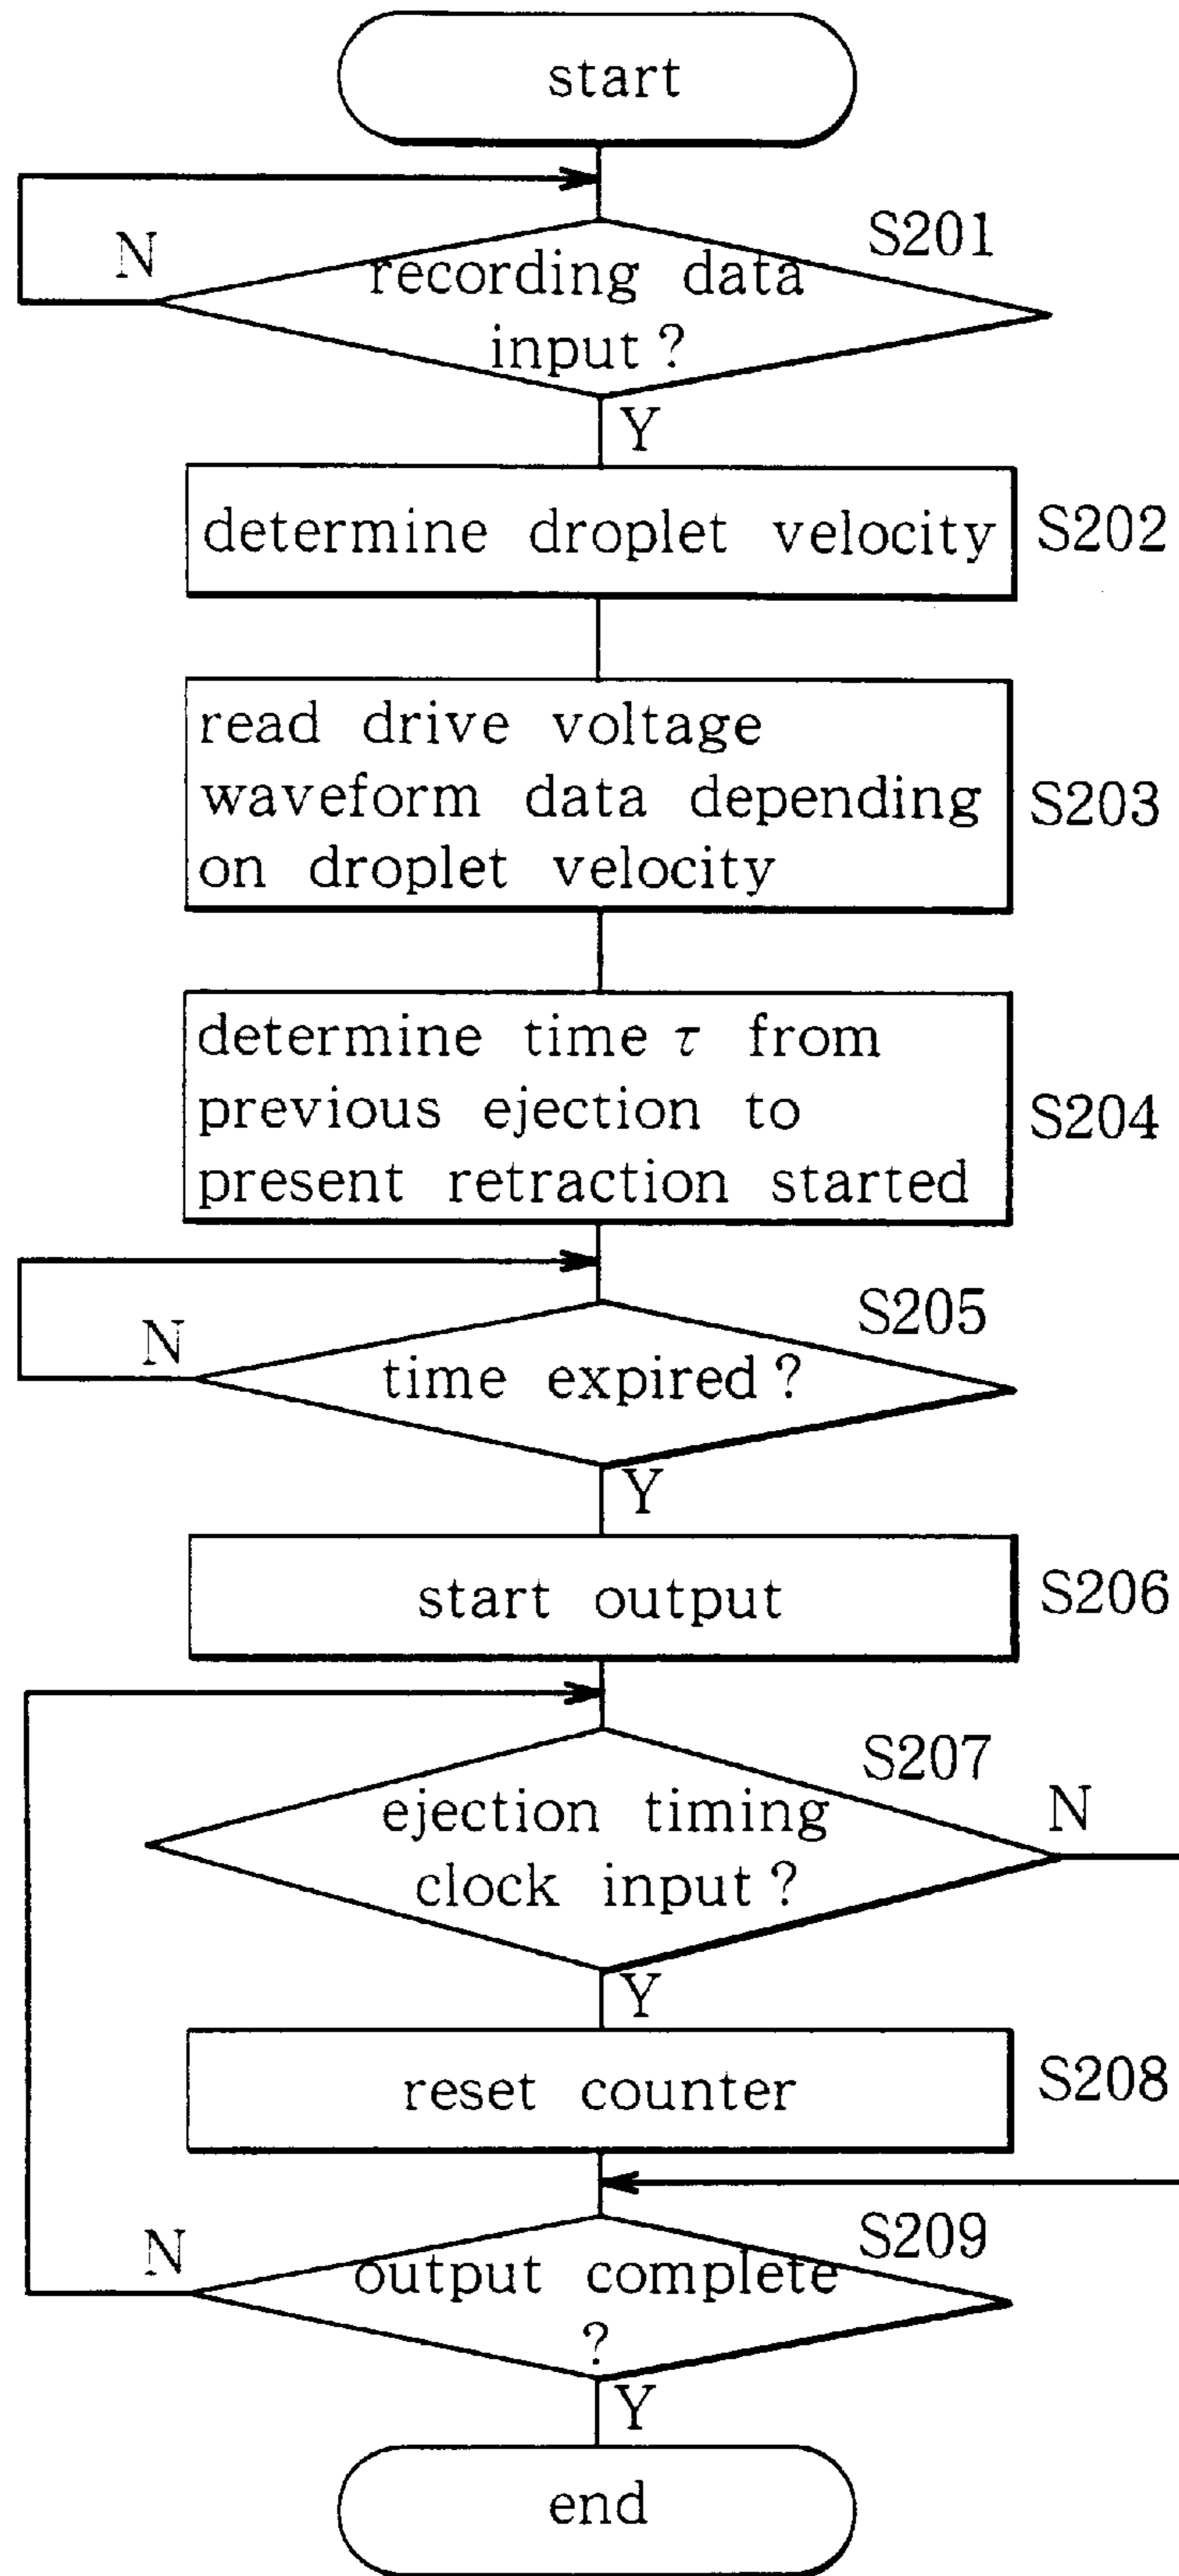 start
S201
N
recording data
input?
Y
determine droplet velocity
S202
read drive voltage
waveform data depending
on droplet velocity
S203
determine time τ from
previous ejection to
present retraction started
S204
S205
N
time expired?
Y
start output
S206
S207
N
ejection timing
clock input?
Y
reset counter
S208
S209
N
output complete
?
Y
end